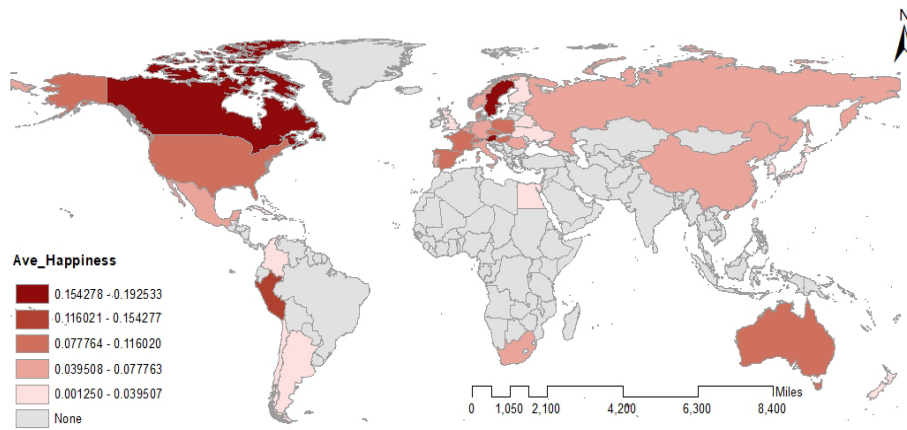 N
Ave_Happiness
0.154278 - 0.192533
0.116021 - 0.154277
0.077764 - 0.116020
0.039508 - 0.077763
0.001250 - 0.039507
None
Miles
0 1,050 2,100 4,200 6,300 8,400